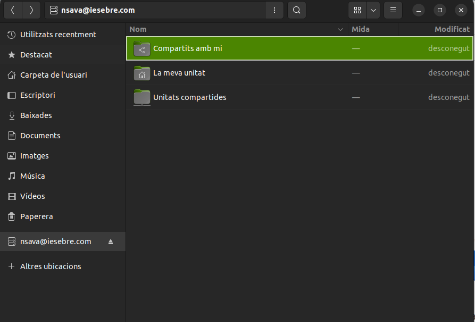 nsava@iesebre.com
Nom Mida Modificat
Utilitzats recentment
Destacat
Carpeta de l'usuari
Escriptori
Baixades
Documents
Imatges
Música
Vídeos
Paperera
nsava@iesebre.com
Altres ubicacions
Compartits amb mi — desconegut
La meva unitat — desconegut
Unitats compartides — desconegut